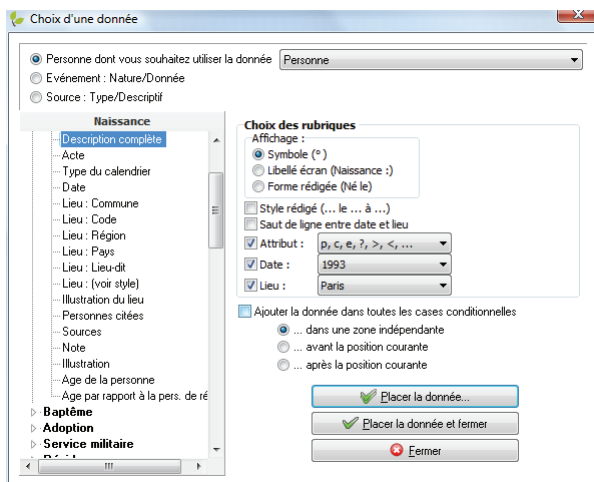 Choix d'une donnée
X
Personne dont vous souhaitez utiliser la donnée Personne
Evénement : Nature/Donnée
Source : Type/Descriptif
Naissance
Description complète
Acte
Type du calendrier
Date
Lieu : Commune
Lieu : Code
Lieu : Région
Lieu : Pays
Lieu : Lieu-dit
Lieu : (voir style)
Illustration du lieu
Personnes citées
Sources
Note
Illustration
Age de la personne
Age par rapport à la pers. de ré
Baptême
Adoption
Service militaire
Choix des rubriques
Affichage :
Symbole (°)
Libellé écran (Naissance :)
Forme rédigée (Né le)
Style rédigé (... le ... à ...)
Saut de ligne entre date et lieu
Attribut : p, c, e, ?, >, <, ...
Date : 1993
Lieu : Paris
Ajouter la donnée dans toutes les cases conditionnelles
... dans une zone indépendante
... avant la position courante
... après la position courante
Placer la donnée...
Placer la donnée et fermer
Fermer